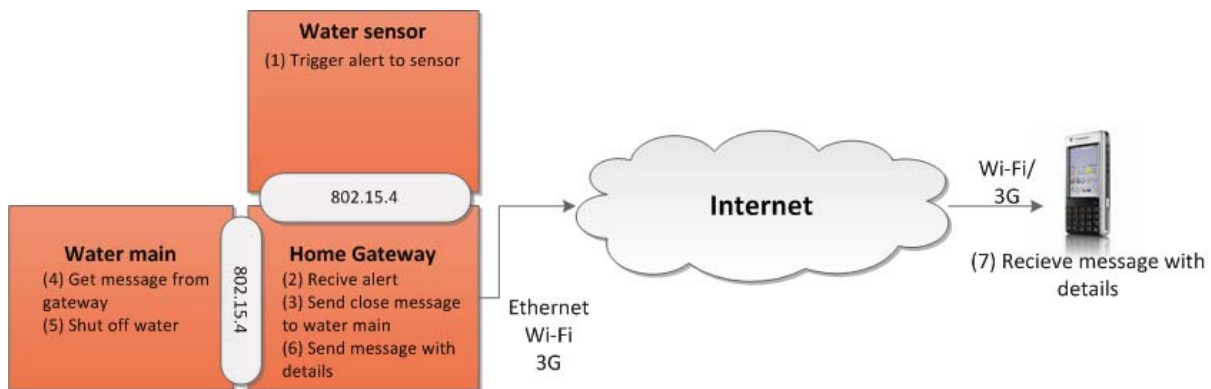 Water sensor
(1) Trigger alert to sensor
802.15.4
Water main
(4) Get message from
gateway
(5) Shut off water
802.15.4
Home Gateway
(2) Recive alert
(3) Send close message
to water main
(6) Send message with
details
Ethernet
Wi-Fi
3G
Internet
Wi-Fi/
3G
(7) Recieve message with
details